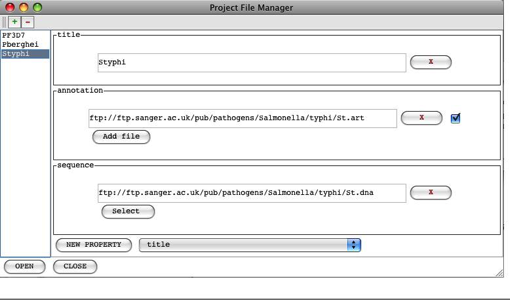 Project File Manager
+ -
PF3D7
Pberghei
Styphi
title
Styphi
X
annotation
ftp://ftp.sanger.ac.uk/pub/pathogens/Salmonella/typhi/St.art
X
Add file
sequence
ftp://ftp.sanger.ac.uk/pub/pathogens/Salmonella/typhi/St.dna
X
Select
NEW PROPERTY
title
OPEN
CLOSE